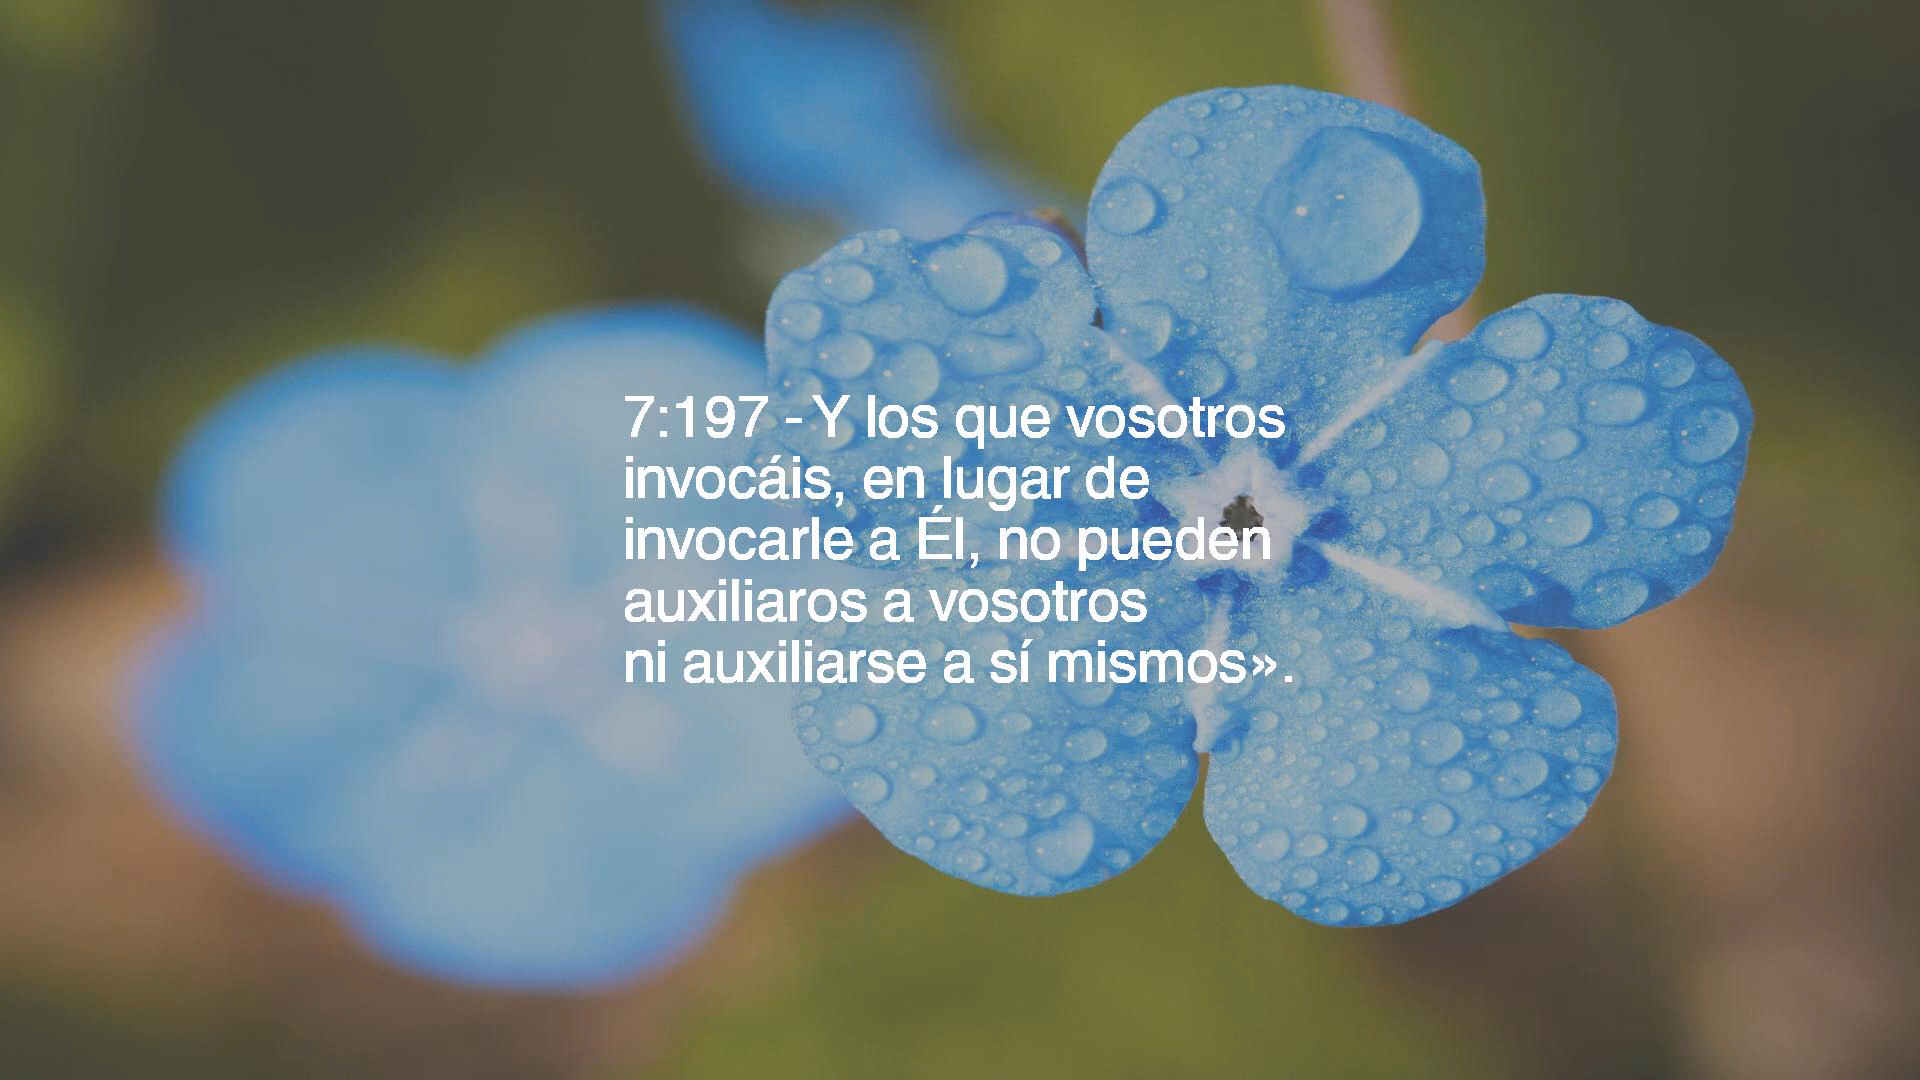 7:197 - Y los que vosotros
invocáis, en lugar de
invocarle a Él, no pueden
auxiliaros a vosotros
ni auxiliarse a sí mismos».